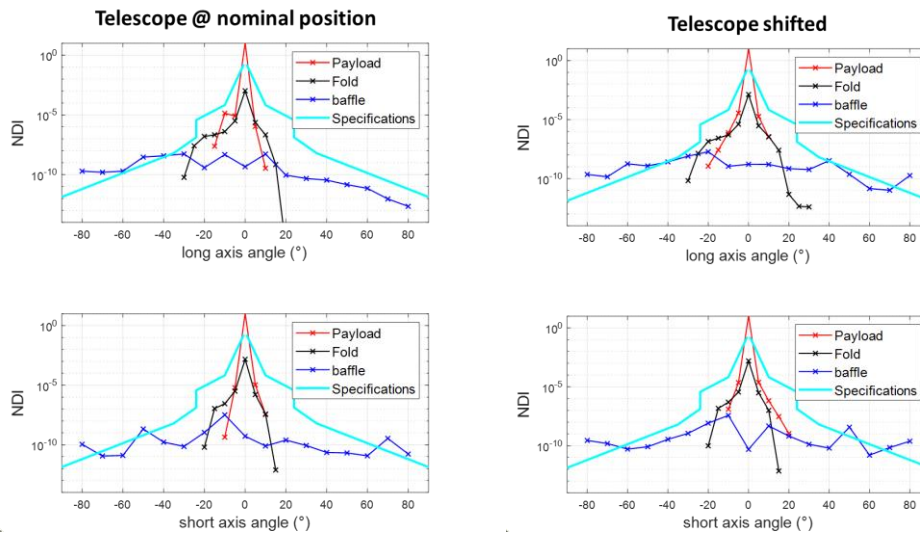 Telescope @ nominal position
Telescope shifted
10^0
10^-5
10^-10
NDI
Payload
Fold
baffle
Specifications
-80 -60 -40 -20 0 20 40 60 80
long axis angle (°)
10^0
10^-5
10^-10
NDI
Payload
Fold
baffle
Specifications
-80 -60 -40 -20 0 20 40 60 80
long axis angle (°)
10^0
10^-5
10^-10
NDI
Payload
Fold
baffle
Specifications
-80 -60 -40 -20 0 20 40 60 80
short axis angle (°)
10^0
10^-5
10^-10
NDI
Payload
Fold
baffle
Specifications
-80 -60 -40 -20 0 20 40 60 80
short axis angle (°)